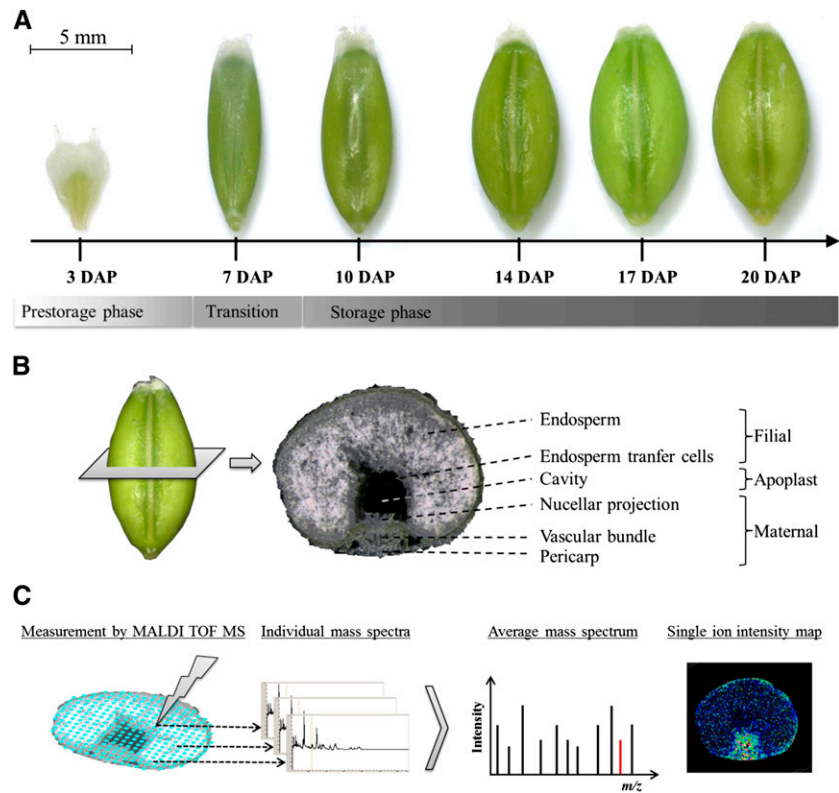 A
5 mm
3 DAP
7 DAP
10 DAP
14 DAP
17 DAP
20 DAP
Prestorage phase
Transition
Storage phase
B
Endosperm
Endosperm tranfer cells
Cavity
Nucellar projection
Vascular bundle
Pericarp
Filial
Apoplast
Maternal
C
Measurement by MALDI TOF MS
Individual mass spectra
Average mass spectrum
Single ion intensity map
Intensity
m/z